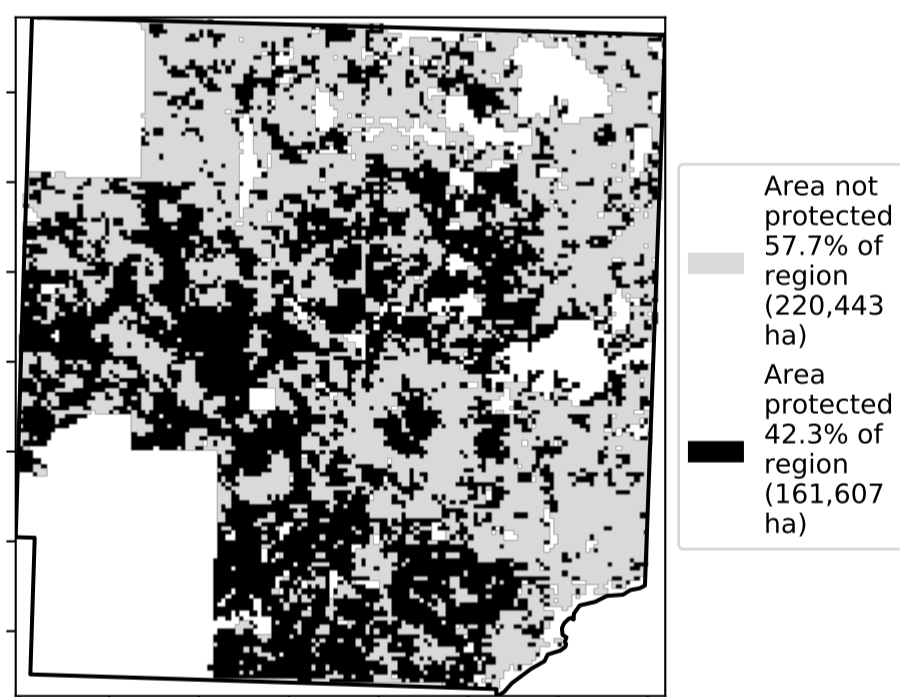 Area not
protected
57.7% of
region
(220,443
ha)
Area
protected
42.3% of
region
(161,607
ha)